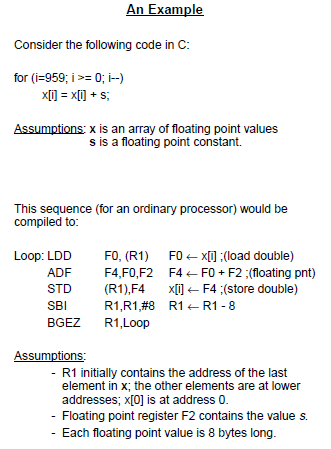 An Example
Consider the following code in C:
for (i=959; i >= 0; i--)
x[i] = x[i] + s;
Assumptions: x is an array of floating point values
s is a floating point constant.
This sequence (for an ordinary processor) would be
compiled to:
Loop: LDD F0, (R1) F0 ← x[i] ;(load double)
ADF F4,F0,F2 F4 ← F0 + F2 ;(floating pnt)
STD (R1),F4 x[i] ← F4 ;(store double)
SBI R1,R1,#8 R1 ← R1 - 8
BGEZ R1,Loop
Assumptions:
- R1 initially contains the address of the last
element in x; the other elements are at lower
addresses; x[0] is at address 0.
- Floating point register F2 contains the value s.
- Each floating point value is 8 bytes long.